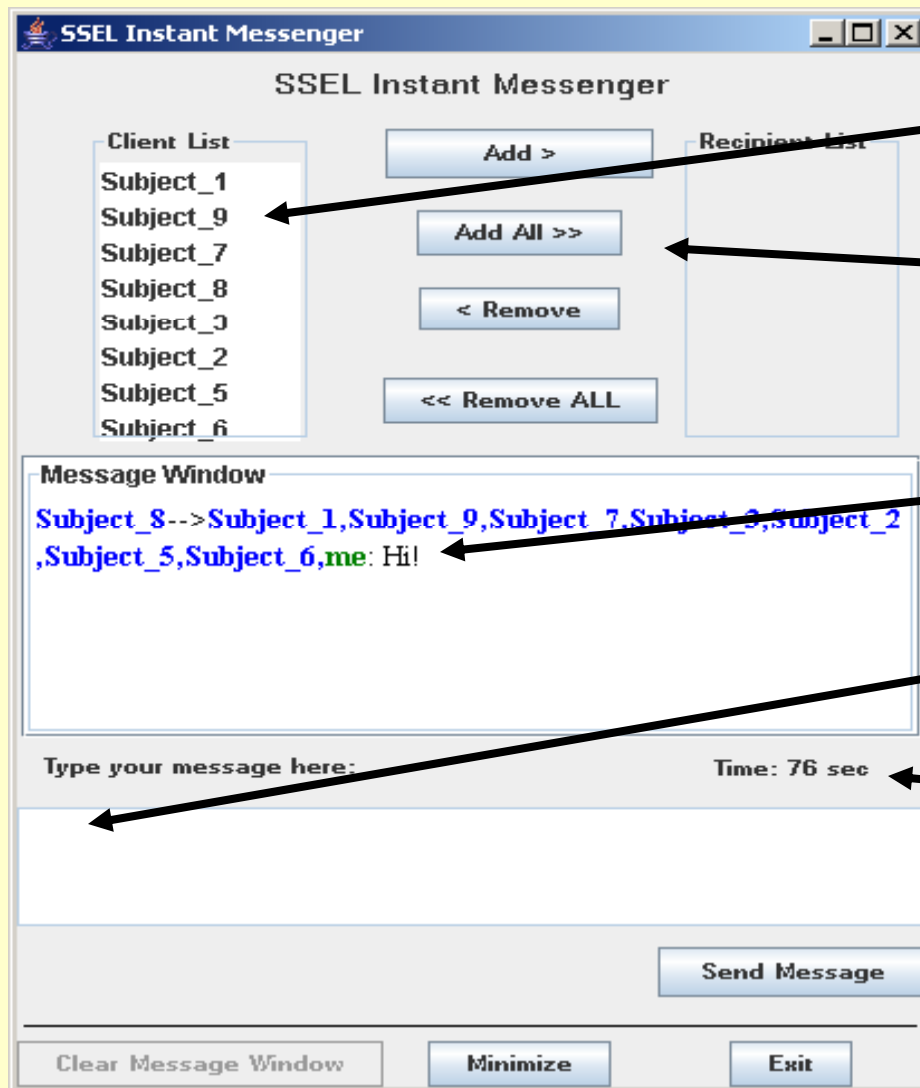 SSEL Instant Messenger
SSEL Instant Messenger
Client List
Add >
Recipient List
Subject_1
Subject_9
Add All >>
Subject_7
Subject_8
< Remove
Subject_3
Subject_2
Subject_5
<< Remove ALL
Subject_6
Message Window
Subject_8-->Subject_1,Subject_9,Subject_7,Subject_3,Subject_2
,Subject_5,Subject_6,me: Hi!
Type your message here:
Time: 76 sec
Send Message
Clear Message Window
Minimize
Exit